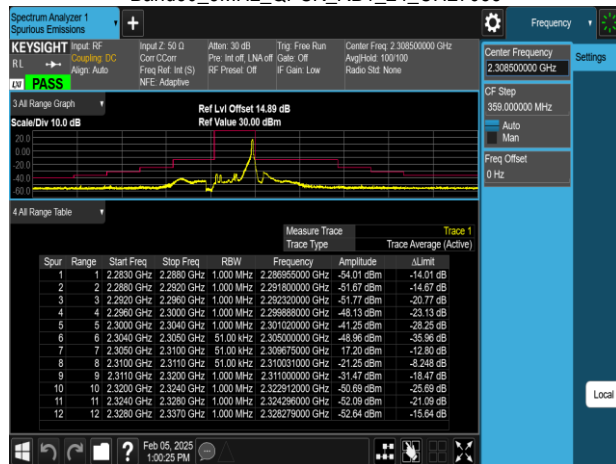 Spectrum Analyzer 1
Spurious Emissions
Frequency
KEYSIGHT Input: RF Input Z: 50 Ω Atten: 30 dB Trig: Free Run Center Freq: 2.308500000 GHz
RL Coupling: DC Corr CCorr Pre: Int off, LNA off Gate: Off Avg|Hold: 100/100
Align: Auto Freq Ref: Int (S) RF Preset: Off IF Gain: Low Radio Std: None
NFE: Adaptive
LXI PASS
Center Frequency
2.308500000 GHz
Settings
CF Step
359.000000 MHz
Auto
Man
Freq Offset
0 Hz
3 All Range Graph
Ref Lvl Offset 14.89 dB
Scale/Div 10.0 dB Ref Value 30.00 dBm
20.0
0.00
-20.0
-40.0
-60.0
4 All Range Table
Measure Trace Trace 1
Trace Type Trace Average (Active)
Spur Range Start Freq Stop Freq RBW Frequency Amplitude ΔLimit
1 1 2.2830 GHz 2.2880 GHz 1.000 MHz 2.286955000 GHz -54.01 dBm -14.01 dB
2 2 2.2880 GHz 2.2920 GHz 1.000 MHz 2.291800000 GHz -51.67 dBm -14.67 dB
3 3 2.2920 GHz 2.2960 GHz 1.000 MHz 2.292320000 GHz -51.77 dBm -20.77 dB
4 4 2.2960 GHz 2.3000 GHz 1.000 MHz 2.299888000 GHz -48.13 dBm -23.13 dB
5 5 2.3000 GHz 2.3040 GHz 1.000 MHz 2.301020000 GHz -41.25 dBm -28.25 dB
6 6 2.3040 GHz 2.3050 GHz 51.00 kHz 2.305000000 GHz -48.96 dBm -35.96 dB
7 7 2.3050 GHz 2.3100 GHz 51.00 kHz 2.309675000 GHz 17.20 dBm -12.80 dB
8 8 2.3100 GHz 2.3110 GHz 51.00 kHz 2.310031000 GHz -21.25 dBm -8.248 dB
9 9 2.3110 GHz 2.3200 GHz 1.000 MHz 2.311000000 GHz -31.47 dBm -18.47 dB
10 10 2.3200 GHz 2.3240 GHz 1.000 MHz 2.322912000 GHz -50.69 dBm -25.69 dB
11 11 2.3240 GHz 2.3280 GHz 1.000 MHz 2.324296000 GHz -52.09 dBm -21.09 dB
12 12 2.3280 GHz 2.3370 GHz 1.000 MHz 2.328279000 GHz -52.64 dBm -15.64 dB
Local
Feb 05, 2025
1:00:25 PM